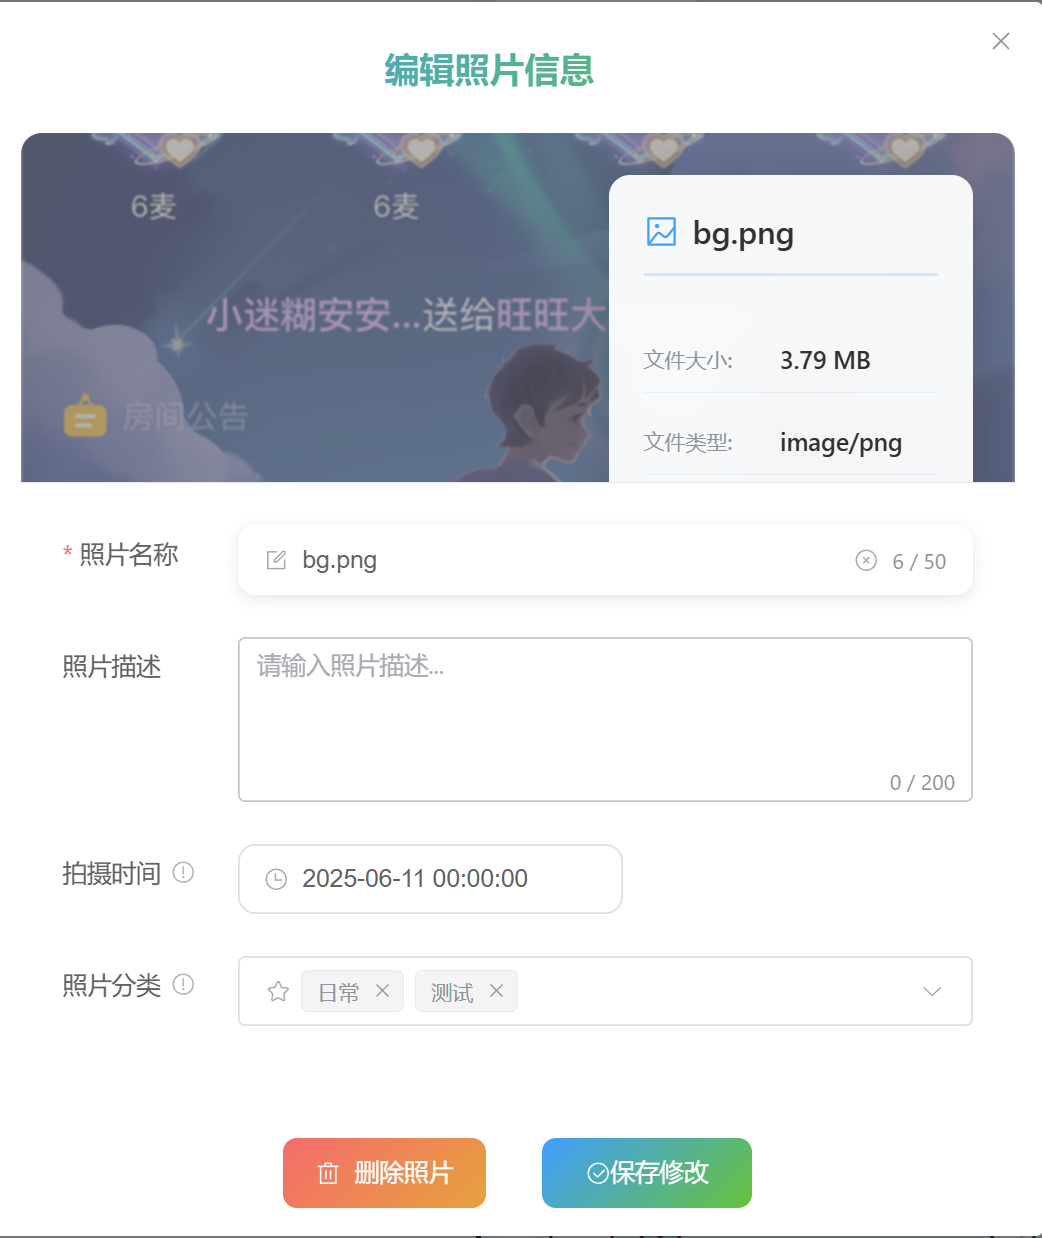 编辑照片信息
6麦
6麦
小迷糊安安...送给旺旺大
房间公告
bg.png
文件大小: 3.79 MB
文件类型: image/png
* 照片名称
bg.png
6 / 50
照片描述
请输入照片描述...
0 / 200
拍摄时间
2025-06-11 00:00:00
照片分类
日常 测试
删除照片 保存修改